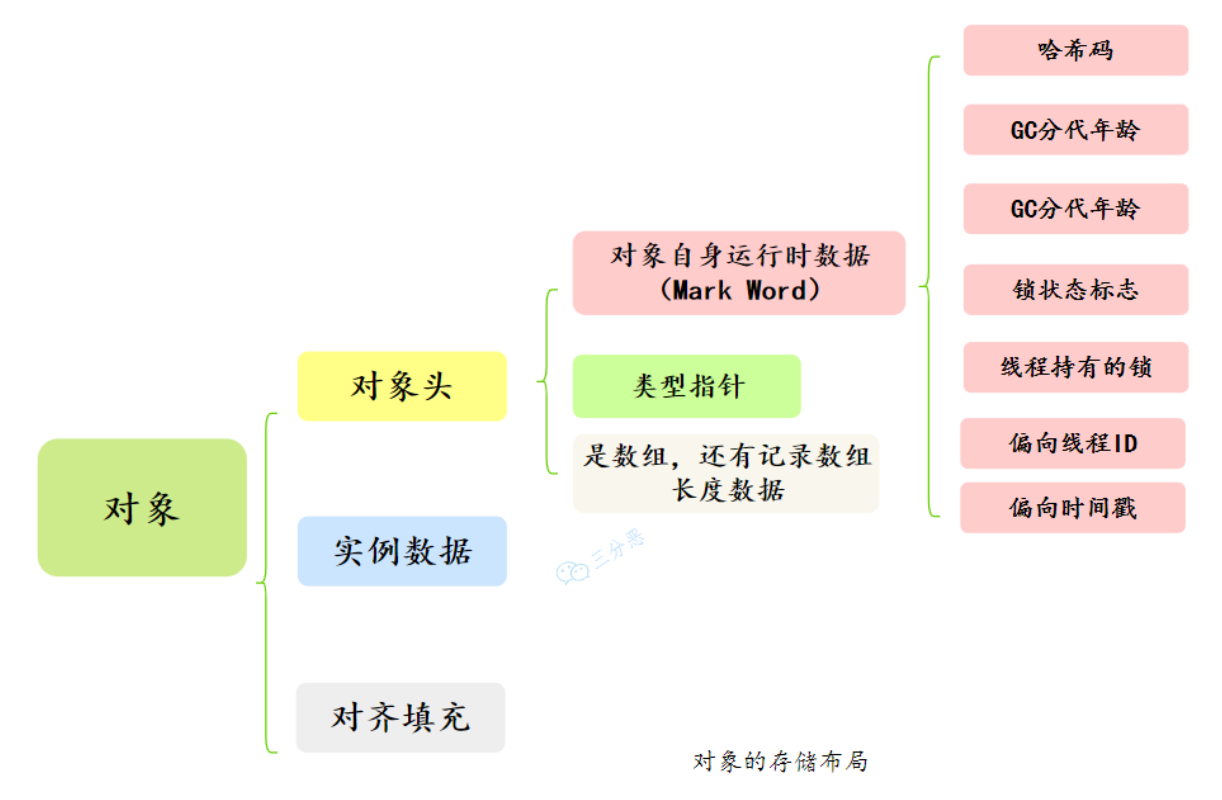 哈希码
GC分代年龄
GC分代年龄
对象自身运行时数据
（Mark Word）
锁状态标志
对象头
类型指针
线程持有的锁
是数组，还有记录数组
长度数据
偏向线程ID
对象
偏向时间戳
实例数据
三分恶
对齐填充
对象的存储布局